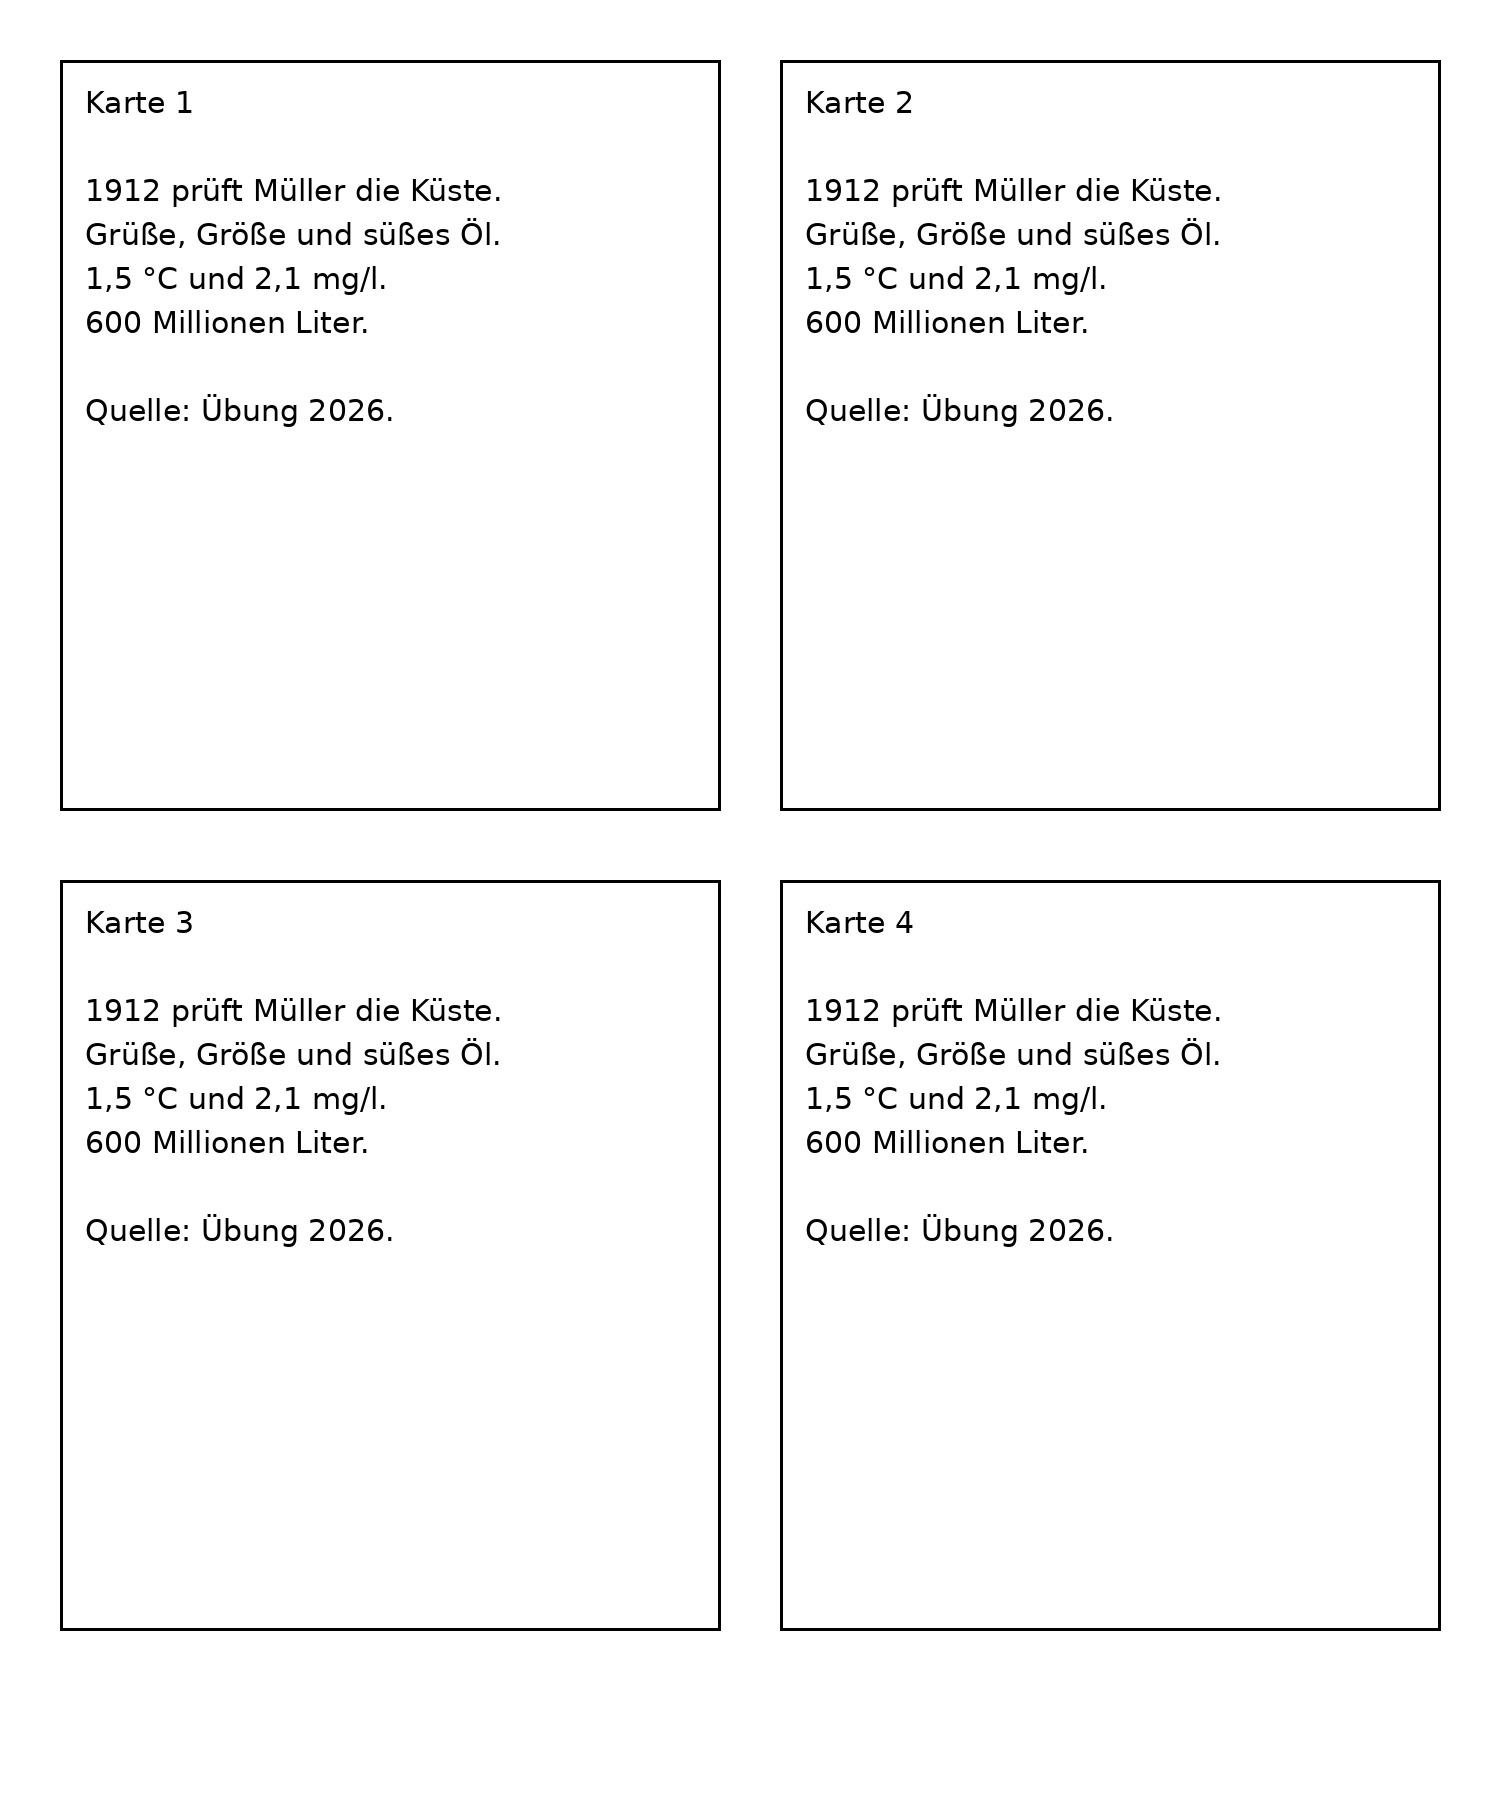 Karte 1
1912 prüft Müller die Küste.
Grüße, Größe und süßes Öl.
1,5 °C und 2,1 mg/l.
600 Millionen Liter.
Quelle: Übung 2026.
Karte 2
1912 prüft Müller die Küste.
Grüße, Größe und süßes Öl.
1,5 °C und 2,1 mg/l.
600 Millionen Liter.
Quelle: Übung 2026.
Karte 3
1912 prüft Müller die Küste.
Grüße, Größe und süßes Öl.
1,5 °C und 2,1 mg/l.
600 Millionen Liter.
Quelle: Übung 2026.
Karte 4
1912 prüft Müller die Küste.
Grüße, Größe und süßes Öl.
1,5 °C und 2,1 mg/l.
600 Millionen Liter.
Quelle: Übung 2026.